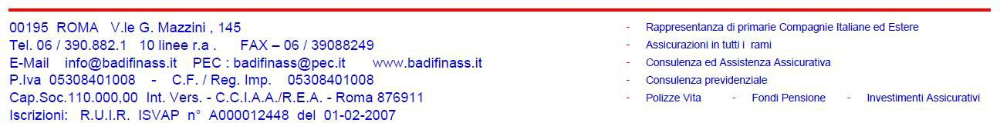 00195 ROMA V.le G. Mazzini , 145
Tel. 06 / 390.882.1 10 linee r.a . FAX – 06 / 39088249
E-Mail info@badifinass.it PEC : badifinass@pec.it www.badifinass.it
P.Iva 05308401008 - C.F. / Reg. Imp. 05308401008
Cap.Soc.110.000,00 Int. Vers. - C.C.I.A.A./R.E.A. - Roma 876911
Iscrizioni: R.U.I.R. ISVAP n° A000012448 del 01-02-2007
- Rappresentanza di primarie Compagnie Italiane ed Estere
- Assicurazioni in tutti i rami
- Consulenza ed Assistenza Assicurativa
- Consulenza previdenziale
- Polizze Vita - Fondi Pensione - Investimenti Assicurativi